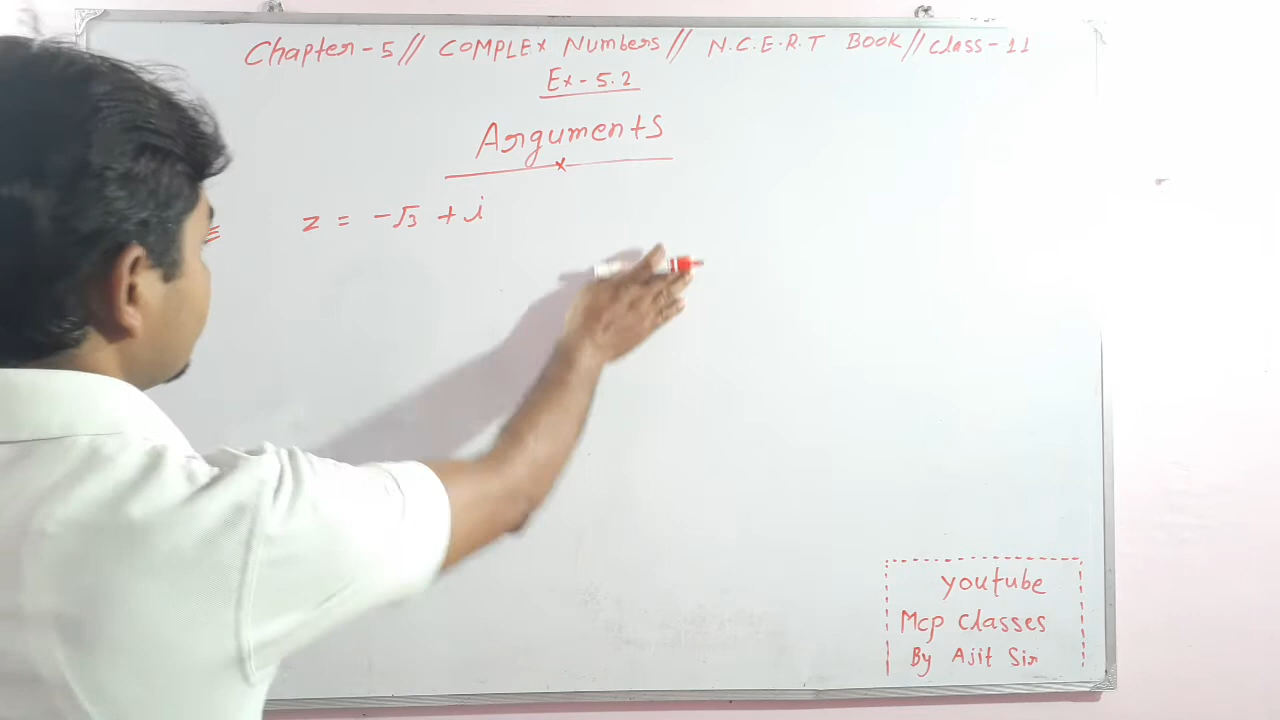 Chapter-5// COMPLEX Numbers// N.C.E.R.T BOOK// Class-11
Ex-5.2
Arguments
z = -√3 + i
youtube
Mcp Classes
By Ajit Sir